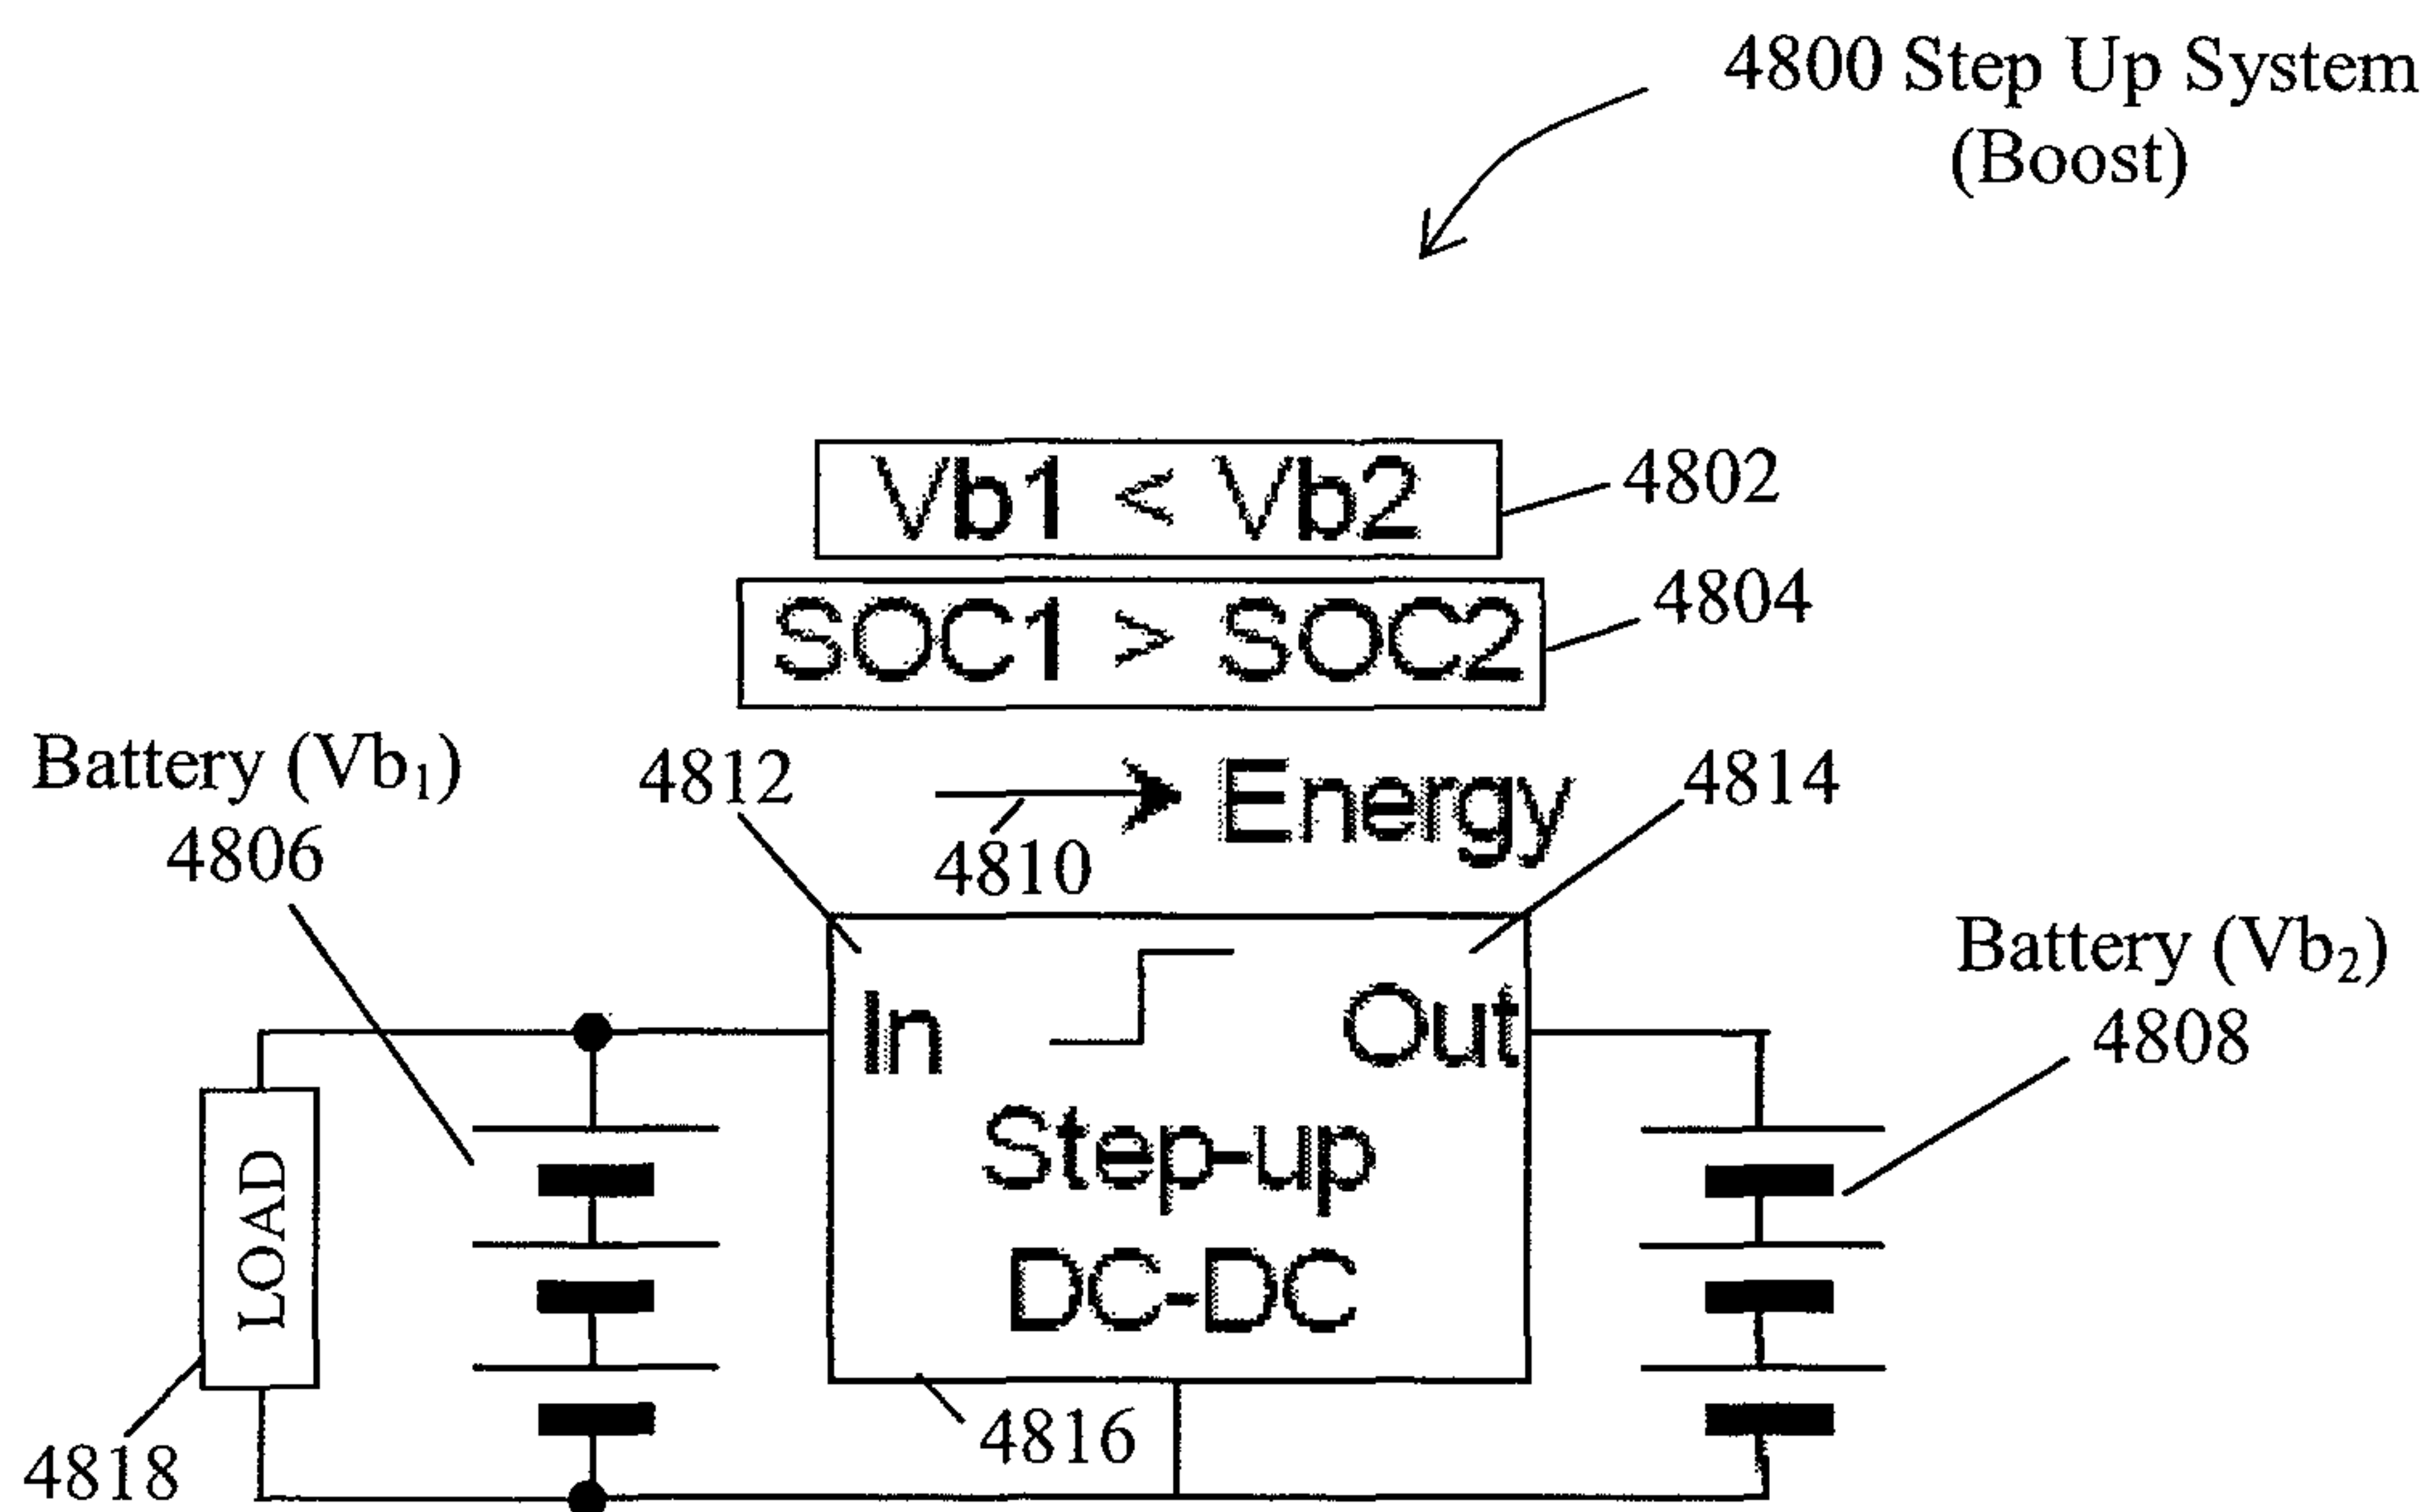 4800 Step Up System
(Boost)
Vb1 < Vb2
4802
SOC1 > SOC2
4804
Battery (Vb₁)
4806
4812
Energy
4810
4814
Battery (Vb₂)
4808
In
Out
Step-up
DC-DC
LOAD
4816
4818